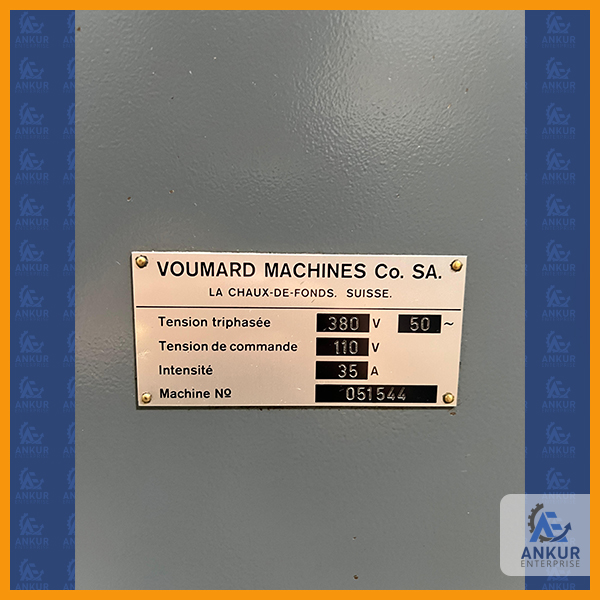 VOUMARD MACHINES Co. SA.
LA CHAUX-DE-FONDS. SUISSE.
Tension triphasée 380 V 50 ~
Tension de commande 110 V
Intensité 35 A
Machine Nº 051544
ANKUR
ENTERPRISE